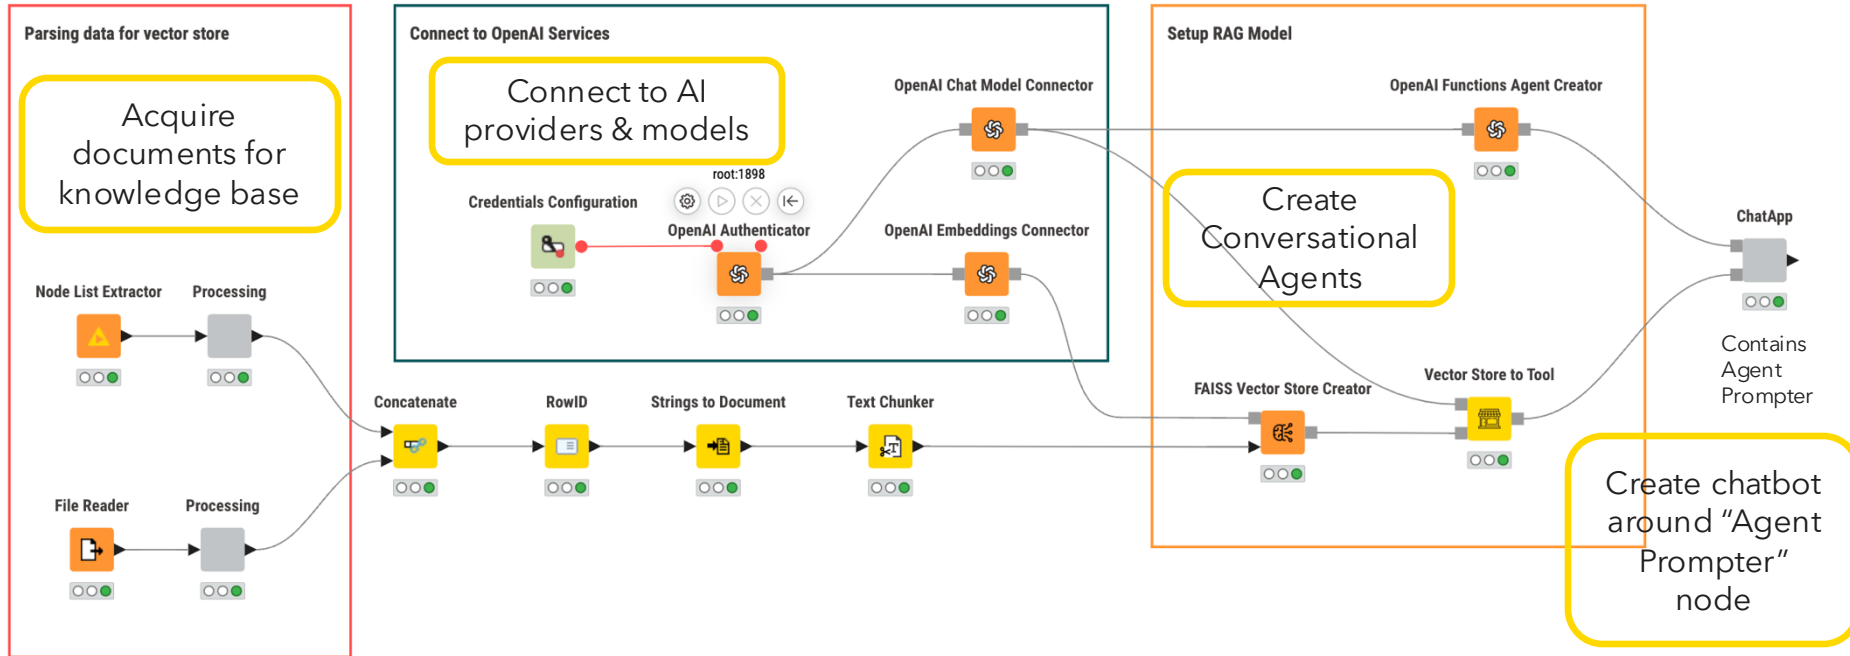 Parsing data for vector store
Acquire
documents for
knowledge base
Node List Extractor
Processing
File Reader
Processing
Connect to OpenAI Services
Connect to AI
providers & models
root:1898
Credentials Configuration
OpenAI Authenticator
OpenAI Chat Model Connector
OpenAI Embeddings Connector
Concatenate
RowID
Strings to Document
Text Chunker
Setup RAG Model
OpenAI Functions Agent Creator
Create
Conversational
Agents
FAISS Vector Store Creator
Vector Store to Tool
ChatApp
Contains
Agent
Prompter
Create chatbot
around “Agent
Prompter”
node